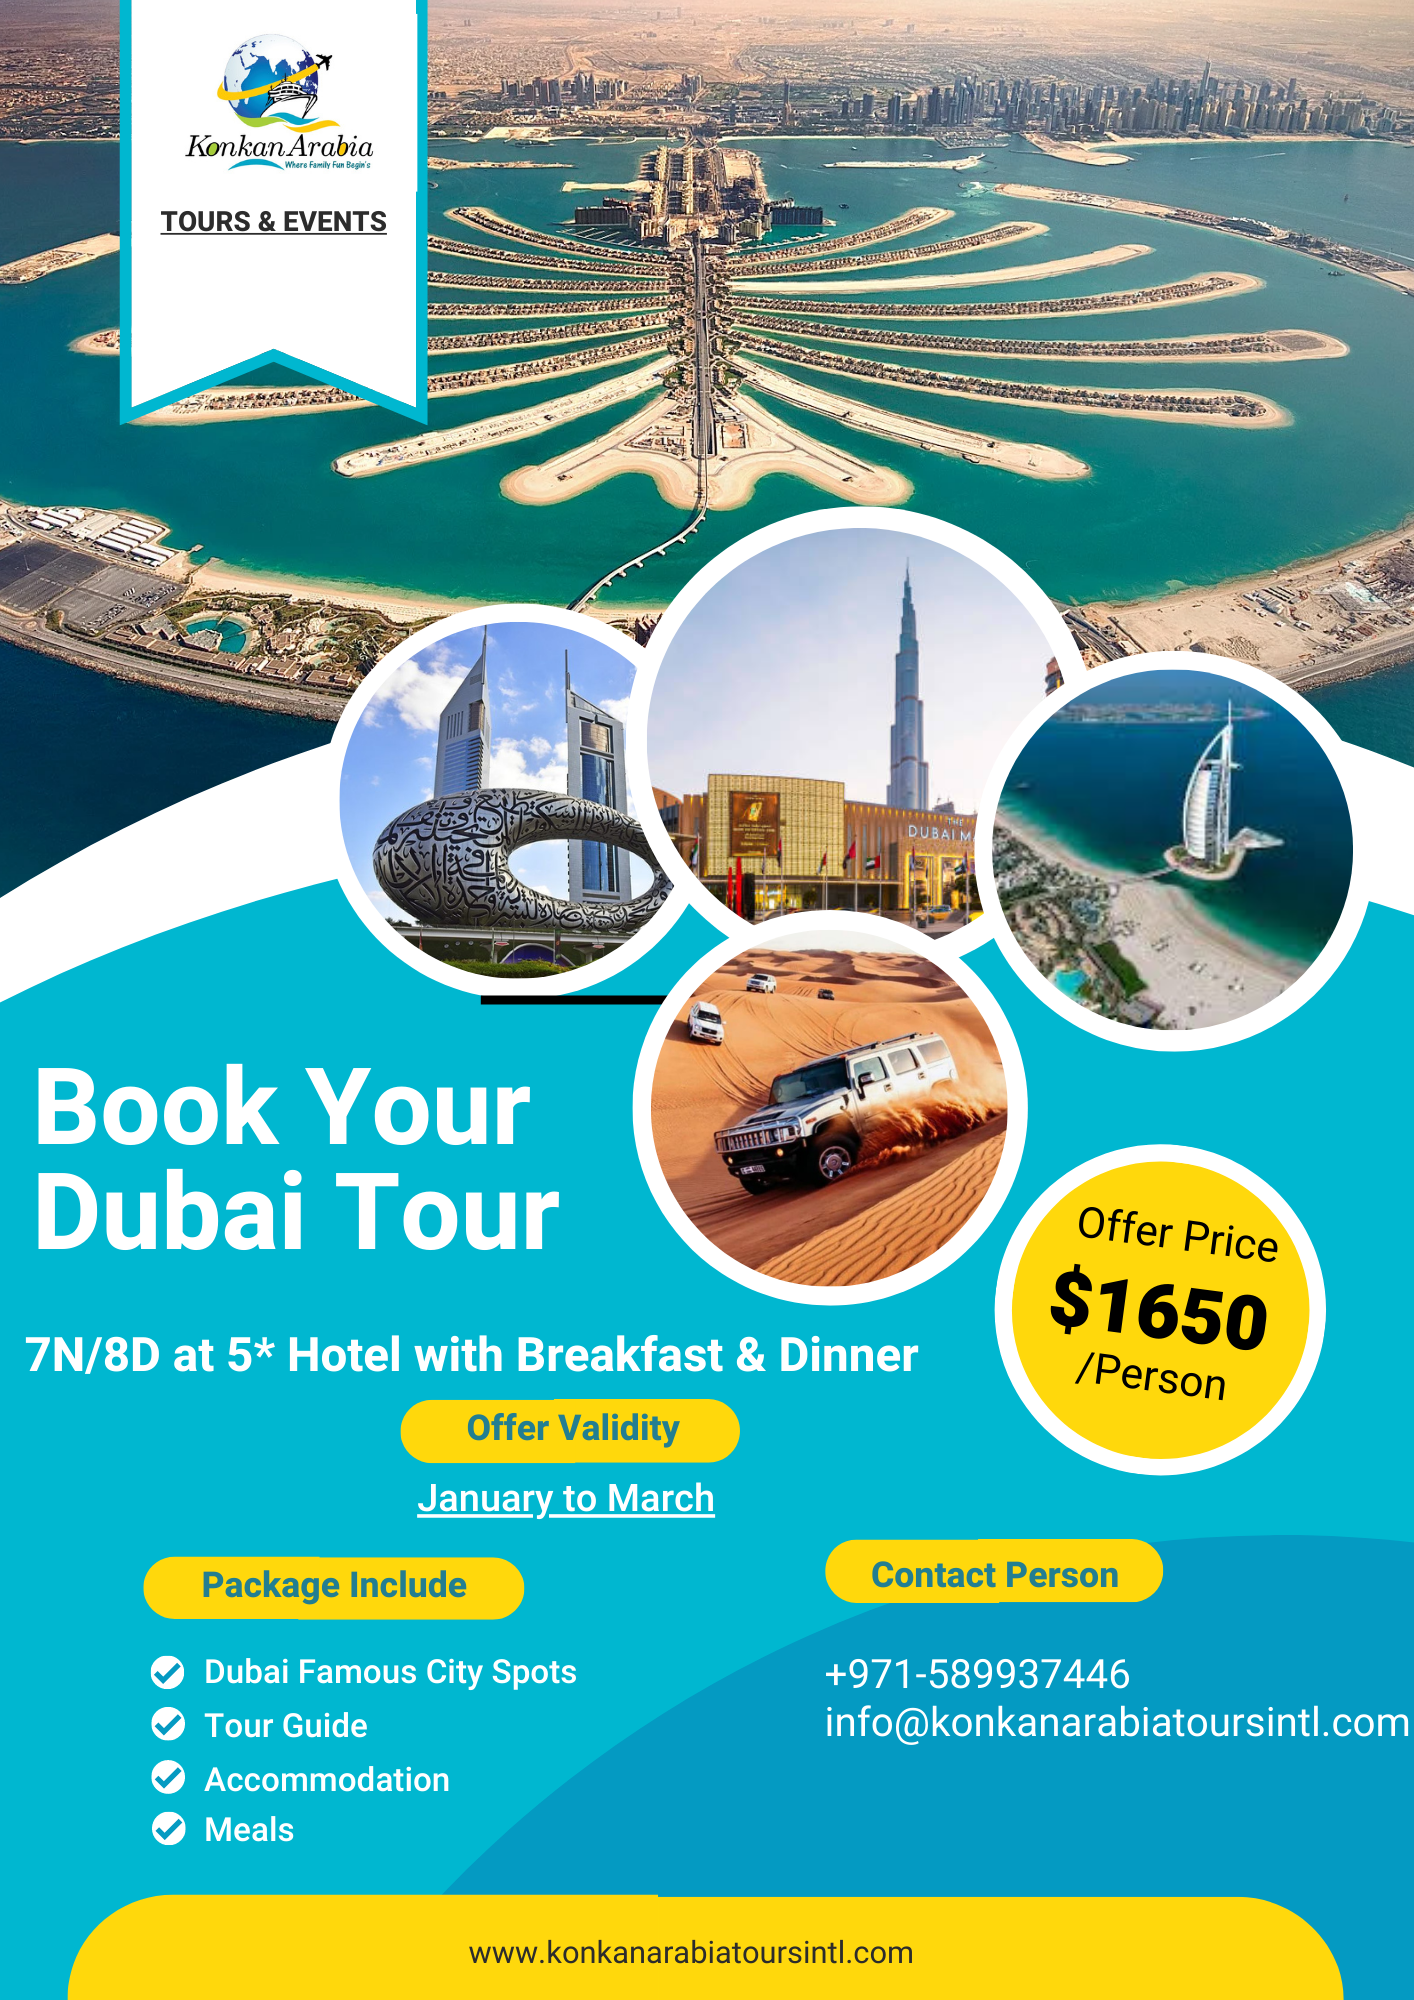 Konkan Arabia
Where Family Fun Begin's
TOURS & EVENTS
THE
DUBAI M
Book Your
Dubai Tour
Offer Price
$1650
/Person
7N/8D at 5* Hotel with Breakfast & Dinner
Offer Validity
January to March
Package Include
Dubai Famous City Spots
Tour Guide
Accommodation
Meals
Contact Person
+971-589937446
info@konkanarabiatoursintl.com
www.konkanarabiatoursintl.com